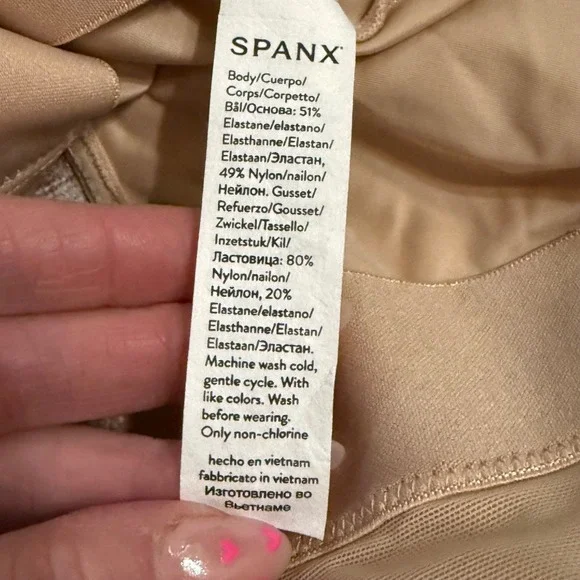 SPANX
Body/Cuerpo/
Corps/Corpetto/
Bål/Основа: 51%
Elastane/elastano/
Elasthanne/Elastan/
Elastaan/Эластан,
49% Nylon/nailon/
Нейлон. Gusset/
Refuerzo/Gousset/
Zwickel/Tassello/
Inzetstuk/Kil/
Ластовица: 80%
Nylon/nailon/
Нейлон, 20%
Elastane/elastano/
Elasthanne/Elastan/
Elastaan/Эластан.
Machine wash cold,
gentle cycle. With
like colors. Wash
before wearing.
Only non-chlorine
hecho en vietnam
fabbricato in vietnam
Изготовлено во
Вьетнаме